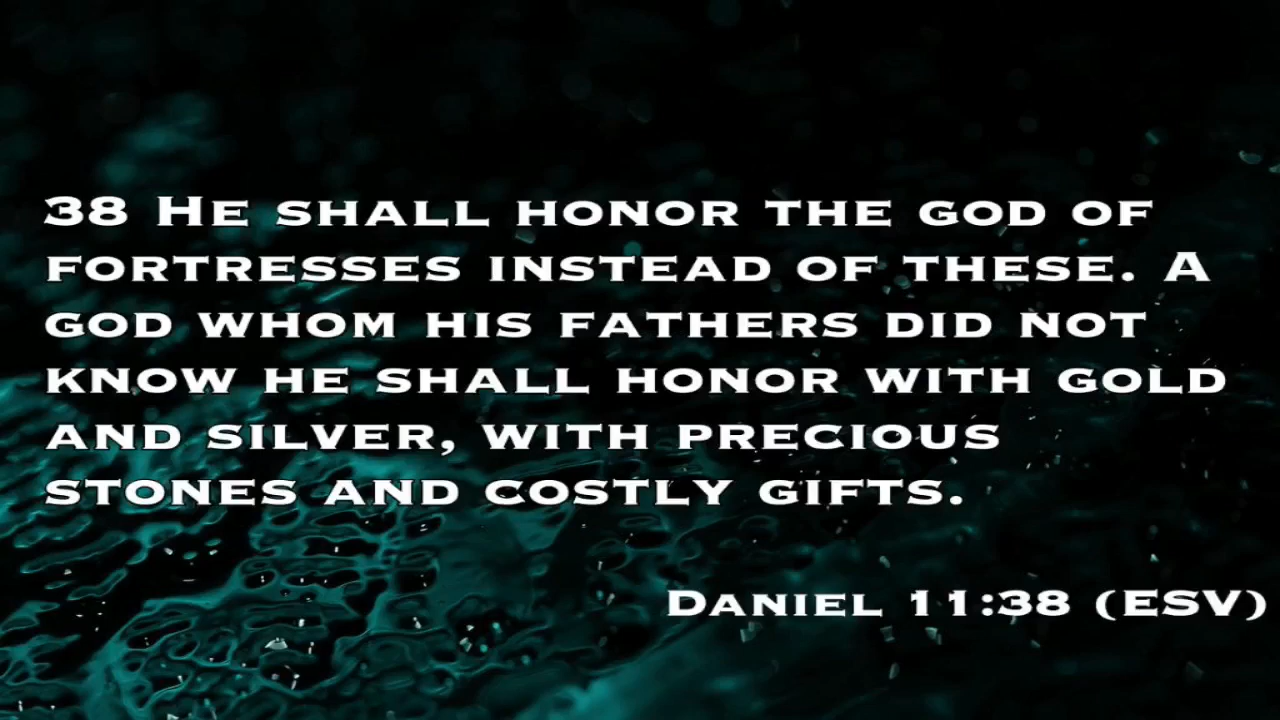 38 He shall honor the god of
fortresses instead of these. A
god whom his fathers did not
know he shall honor with gold
and silver, with precious
stones and costly gifts.
Daniel 11:38 (ESV)